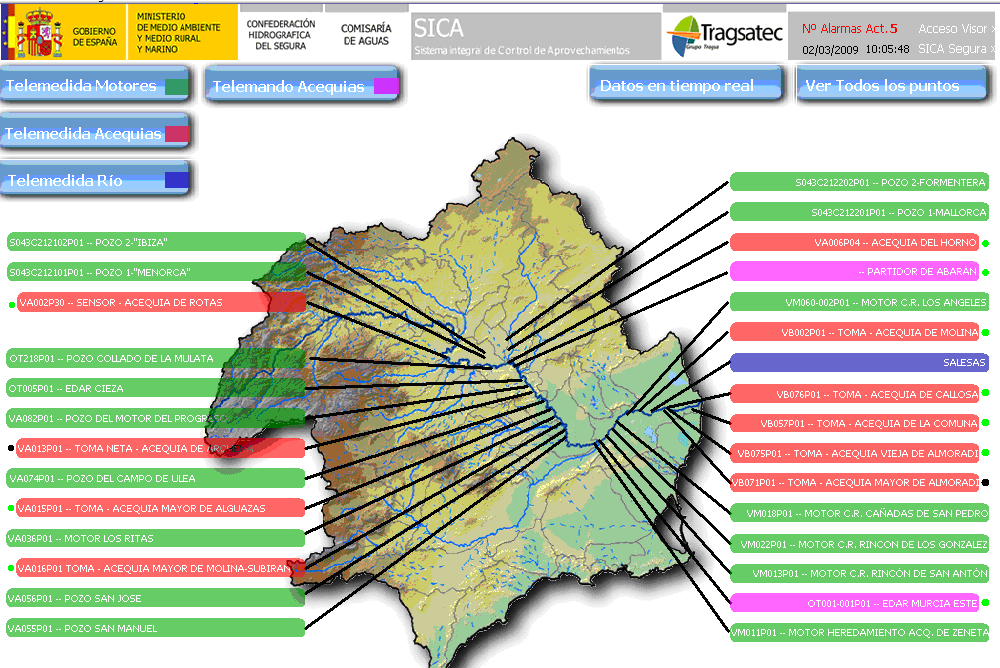 GOBIERNO
DE ESPAÑA
MINISTERIO
DE MEDIO AMBIENTE
Y MEDIO RURAL
Y MARINO
CONFEDERACIÓN
HIDROGRAFICA
DEL SEGURA
COMISARÍA
DE AGUAS
SICA
Sistema integral de Control de Aprovechamientos
Tragsatec
Grupo Tragsa
Nº Alarmas Act. 5
Acceso Visor >
02/03/2009 10:05:48
SICA Segura >
Telemedida Motores
Telemando Acequias
Datos en tiempo real
Ver Todos los puntos
Telemedida Acequias
Telemedida Río
S043C212102P01 -- POZO 2-"IBIZA"
S043C212101P01 -- POZO 1-"MENORCA"
VA002P30 -- SENSOR - ACEQUIA DE ROTAS
OT218P01 -- POZO COLLADO DE LA MULATA
OT005P01 -- EDAR CIEZA
VA082P01 -- POZO DEL MOTOR DEL PROGRESO
VA013P01 -- TOMA NETA - ACEQUIA DE
VA074P01 -- POZO DEL CAMPO DE ULEA
VA015P01 -- TOMA - ACEQUIA MAYOR DE ALGUAZAS
VA036P01 -- MOTOR LOS RITAS
VA016P01 TOMA - ACEQUIA MAYOR DE MOLINA-SUBIRAN
VA056P01 -- POZO SAN JOSE
VA055P01 -- POZO SAN MANUEL
S043C212202P01 -- POZO 2-FORMENTERA
S043C212201P01 -- POZO 1-MALLORCA
VA006P04 -- ACEQUIA DEL HORNO
-- PARTIDOR DE ABARAN
VM060-002P01 -- MOTOR C.R. LOS ANGELES
VB002P01 -- TOMA - ACEQUIA DE MOLINA
SALESAS
VB076P01 -- TOMA - ACEQUIA DE CALLOSA
VB057P01 -- TOMA - ACEQUIA DE LA COMUNA
VB075P01 -- TOMA - ACEQUIA VIEJA DE ALMORADI
VB071P01 -- TOMA - ACEQUIA MAYOR DE ALMORADI
VM018P01 -- MOTOR C.R. CAÑADAS DE SAN PEDRO
VM022P01 -- MOTOR C.R. RINCON DE LOS GONZALEZ
VM013P01 -- MOTOR C.R. RINCÓN DE SAN ANTÓN
OT001-001P01 -- EDAR MURCIA ESTE
VM011P01 -- MOTOR HEREDAMIENTO ACQ. DE ZENETA